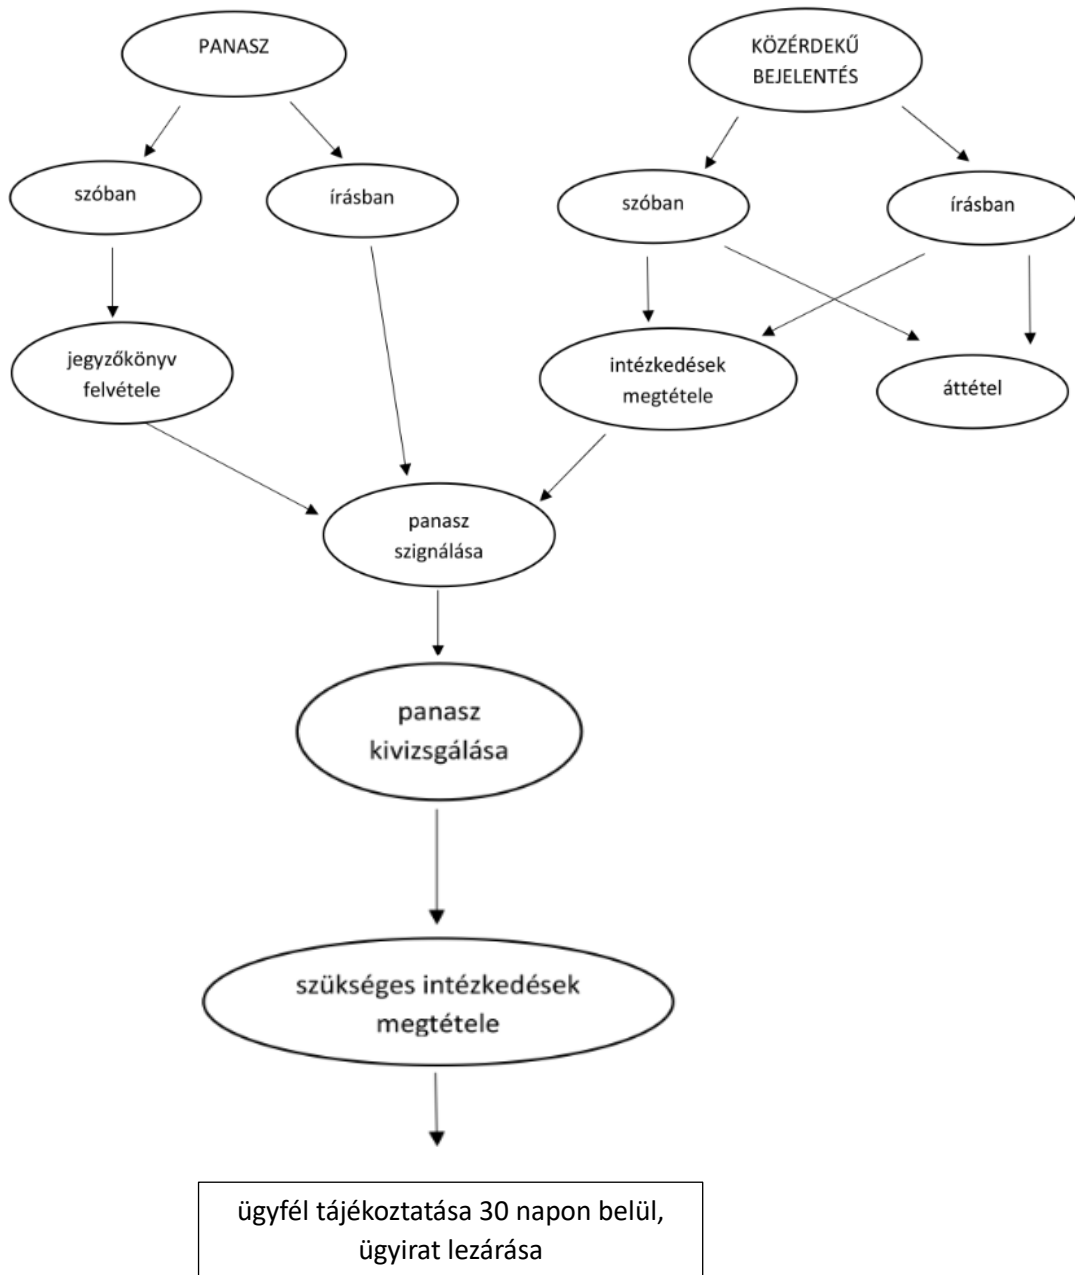 PANASZ
KÖZÉRDEKŰ
BEJELENTÉS
szóban
írásban
szóban
írásban
jegyzőkönyv
felvétele
intézkedések
megtétele
áttétel
panasz
szignálása
panasz
kivizsgálása
szükséges intézkedések
megtétele
ügyfél tájékoztatása 30 napon belül,
ügyirat lezárása